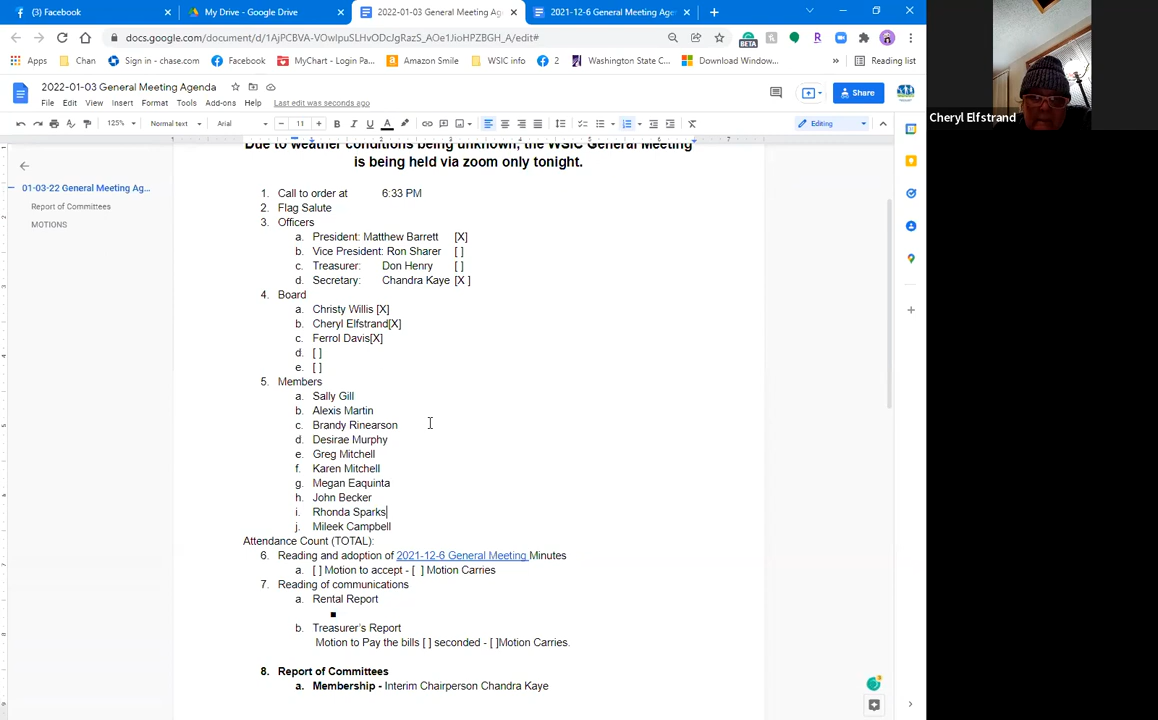 (3) Facebook
My Drive - Google Drive
2022-01-03 General Meeting Age
2021-12-6 General Meeting Age
docs.google.com/document/d/1AjPCBVA-VOwIpuSLHvODcJgRazS_AOe1JioHPZBGH_A/edit#
BETA
Apps
Chan
Sign in - chase.com
Facebook
MyChart - Login Pa...
Amazon Smile
WSIC info
2
Washington State C...
Download Window...
Reading list
2022-01-03 General Meeting Agenda
File Edit View Insert Format Tools Add-ons Help Last edit was seconds ago
Share
125% Normal text Arial 11 B I U A Editing
01-03-22 General Meeting Ag...
Report of Committees
MOTIONS
Due to weather conditions being unknown, the WSIC General Meeting
is being held via zoom only tonight.
1. Call to order at 6:33 PM
2. Flag Salute
3. Officers
a. President: Matthew Barrett [X]
b. Vice President: Ron Sharer [ ]
c. Treasurer: Don Henry [ ]
d. Secretary: Chandra Kaye [X ]
4. Board
a. Christy Willis [X]
b. Cheryl Elfstrand[X]
c. Ferrol Davis[X]
d. [ ]
e. [ ]
5. Members
a. Sally Gill
b. Alexis Martin
c. Brandy Rinearson
d. Desirae Murphy
e. Greg Mitchell
f. Karen Mitchell
g. Megan Eaquinta
h. John Becker
i. Rhonda Sparks
j. Mileek Campbell
Attendance Count (TOTAL):
6. Reading and adoption of 2021-12-6 General Meeting Minutes
a. [ ] Motion to accept - [ ] Motion Carries
7. Reading of communications
a. Rental Report
b. Treasurer's Report
Motion to Pay the bills [ ] seconded - [ ]Motion Carries.
8. Report of Committees
a. Membership - Interim Chairperson Chandra Kaye
Cheryl Elfstrand